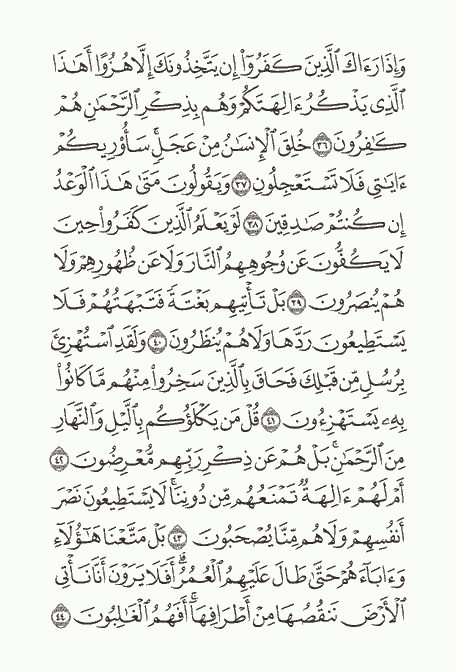 وَإِذَا رَءَاكَ ٱلَّذِينَ كَفَرُوٓا۟ إِن يَتَّخِذُونَكَ إِلَّا هُزُوًا أَهَـٰذَا
ٱلَّذِى يَذْكُرُ ءَالِهَتَكُمْ وَهُم بِذِكْرِ ٱلرَّحْمَـٰنِ هُمْ
كَـٰفِرُونَ ٣٦ خُلِقَ ٱلْإِنسَـٰنُ مِنْ عَجَلٍ ۚ سَأُو۟رِيكُمْ
ءَايَـٰتِى فَلَا تَسْتَعْجِلُونِ ٣٧ وَيَقُولُونَ مَتَىٰ هَـٰذَا ٱلْوَعْدُ
إِن كُنتُمْ صَـٰدِقِينَ ٣٨ لَوْ يَعْلَمُ ٱلَّذِينَ كَفَرُوا۟ حِينَ
لَا يَكُفُّونَ عَن وُجُوهِهِمُ ٱلنَّارَ وَلَا عَن ظُهُورِهِمْ وَلَا
هُمْ يُنصَرُونَ ٣٩ بَلْ تَأْتِيهِم بَغْتَةً فَتَبْهَتُهُمْ فَلَا
يَسْتَطِيعُونَ رَدَّهَا وَلَا هُمْ يُنظَرُونَ ٤٠ وَلَقَدِ ٱسْتُهْزِئَ
بِرُسُلٍ مِّن قَبْلِكَ فَحَاقَ بِٱلَّذِينَ سَخِرُوا۟ مِنْهُم مَّا كَانُوا۟
بِهِۦ يَسْتَهْزِءُونَ ٤١ قُلْ مَن يَكْلَؤُكُم بِٱلَّيْلِ وَٱلنَّهَارِ
مِنَ ٱلرَّحْمَـٰنِ ۗ بَلْ هُمْ عَن ذِكْرِ رَبِّهِم مُّعْرِضُونَ ٤٢
أَمْ لَهُمْ ءَالِهَةٌ تَمْنَعُهُم مِّن دُونِنَا ۚ لَا يَسْتَطِيعُونَ نَصْرَ
أَنفُسِهِمْ وَلَا هُم مِّنَّا يُصْحَبُونَ ٤٣ بَلْ مَتَّعْنَا هَـٰٓؤُلَآءِ
وَءَابَآءَهُمْ حَتَّىٰ طَالَ عَلَيْهِمُ ٱلْعُمُرُ ۗ أَفَلَا يَرَوْنَ أَنَّا نَأْتِى
ٱلْأَرْضَ نَنقُصُهَا مِنْ أَطْرَافِهَآ ۚ أَفَهُمُ ٱلْغَـٰلِبُونَ ٤٤